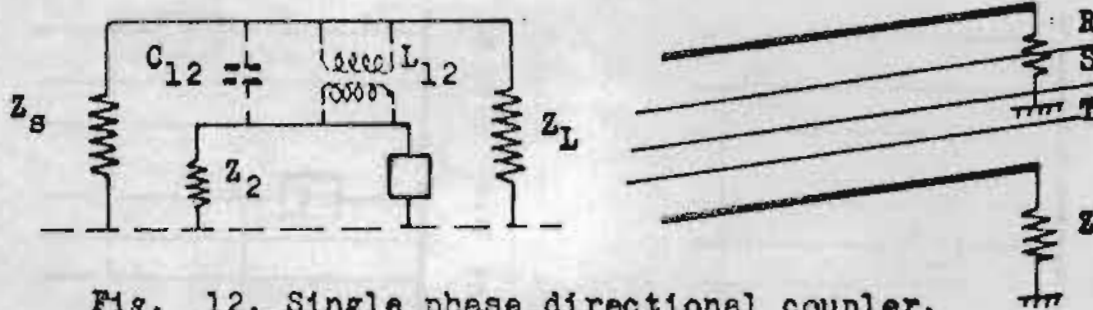 C12
L12
Zs
Z2
ZL
R
S
T
Z
Fig. 12. Single phase directional coupler.